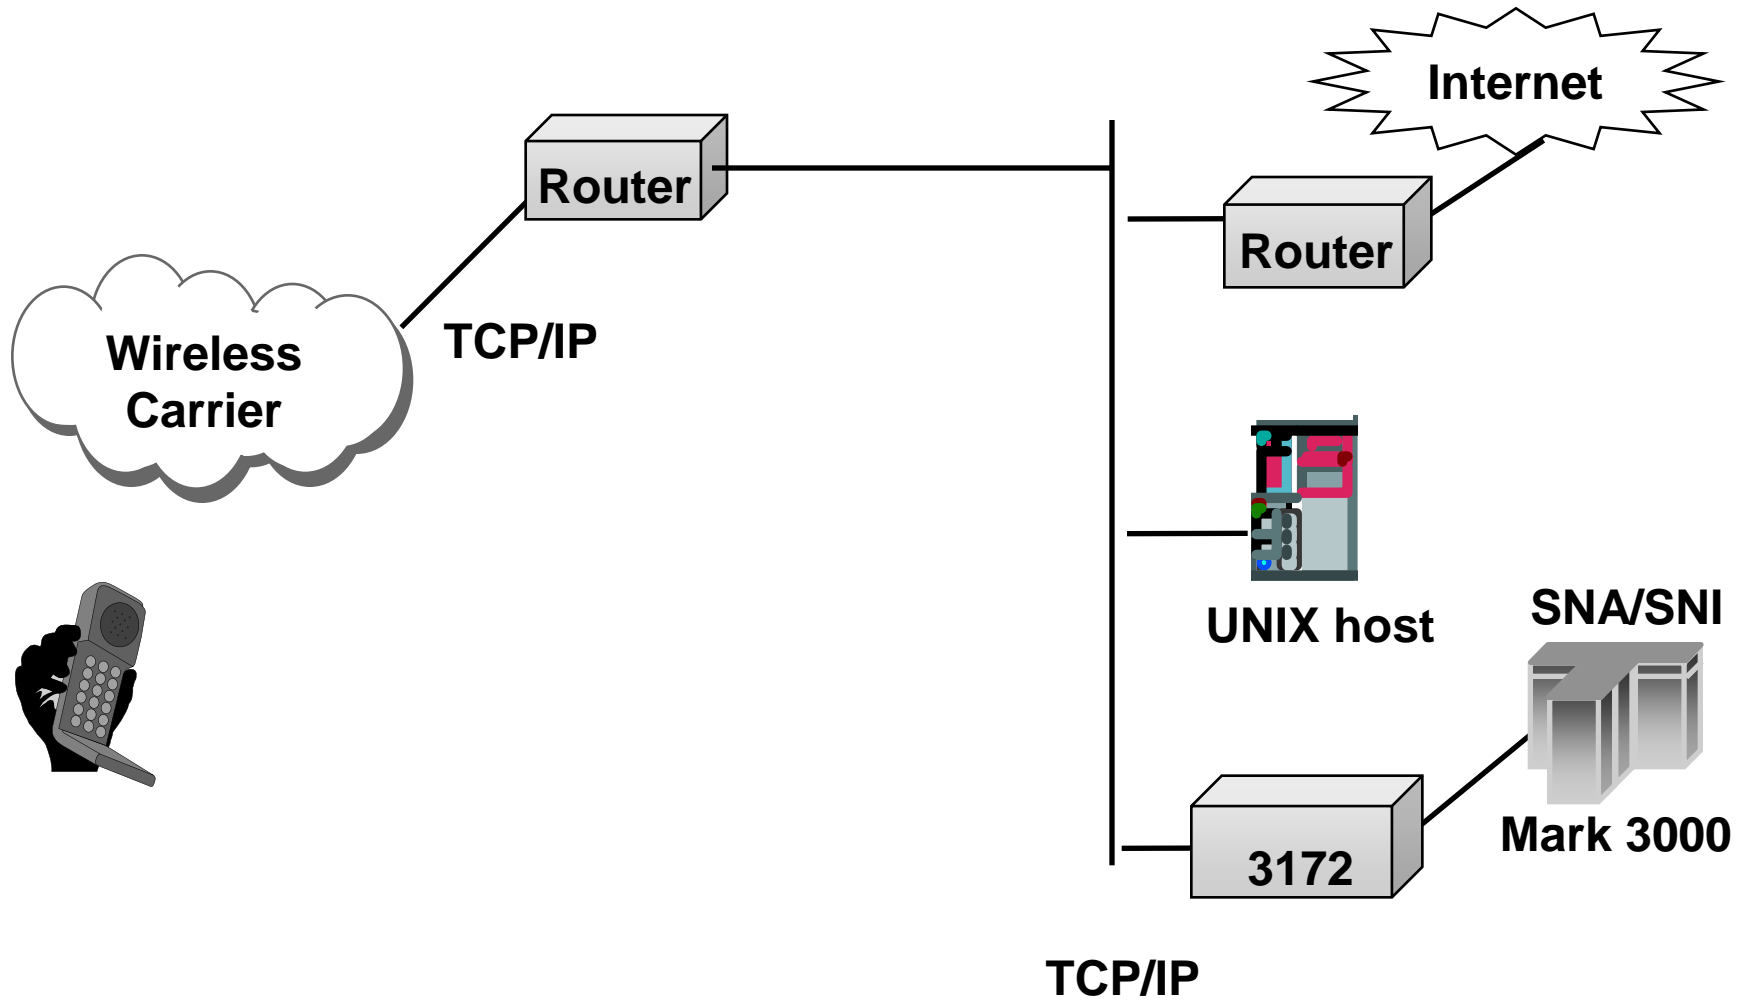 Internet
Router
Router
Wireless
Carrier
TCP/IP
UNIX host
SNA/SNI
Mark 3000
3172
TCP/IP